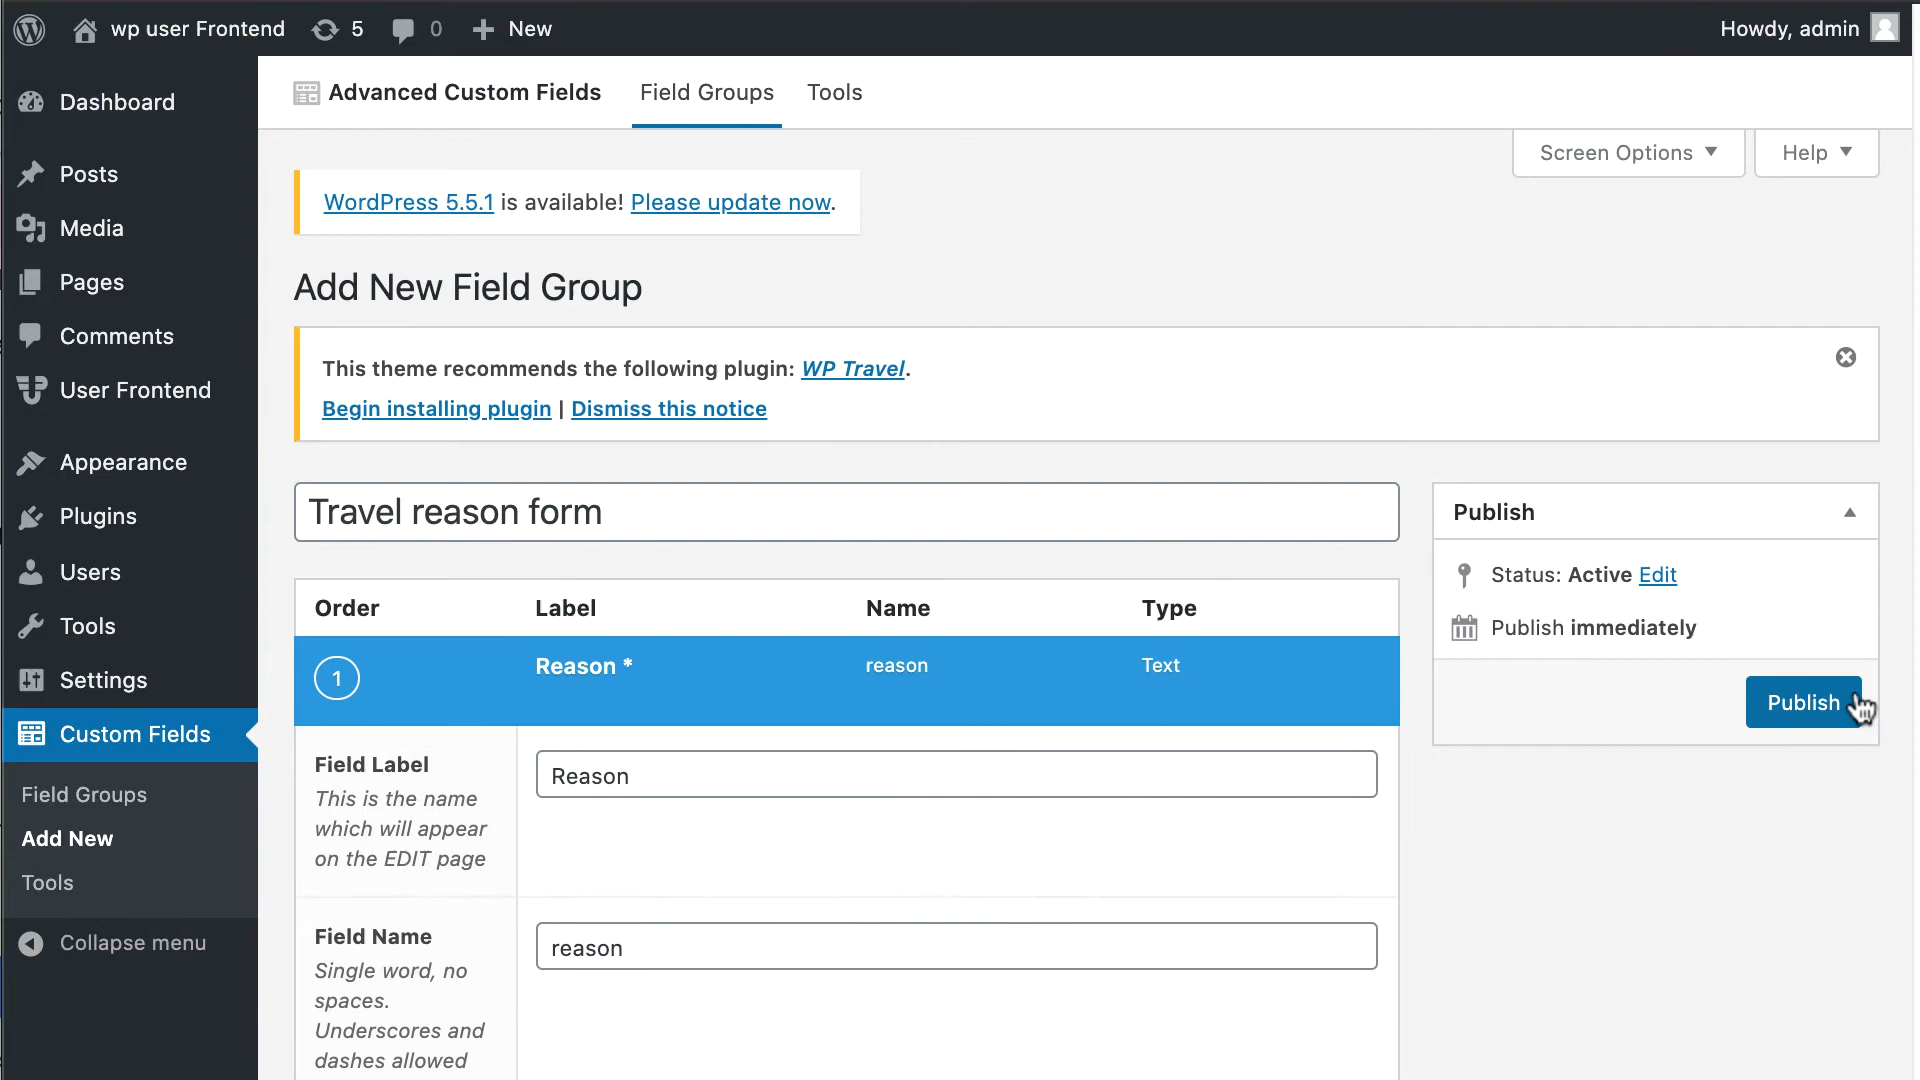 wp user Frontend 5 0 New Howdy, admin
Dashboard
Posts
Media
Pages
Comments
User Frontend
Appearance
Plugins
Users
Tools
Settings
Custom Fields
Field Groups
Add New
Tools
Collapse menu
Advanced Custom Fields Field Groups Tools
Screen Options Help
WordPress 5.5.1 is available! Please update now.
Add New Field Group
This theme recommends the following plugin: WP Travel.
Begin installing plugin | Dismiss this notice
Travel reason form
Order Label Name Type
1 Reason * reason Text
Field Label
This is the name
which will appear
on the EDIT page
Reason
Field Name
Single word, no
spaces.
Underscores and
dashes allowed
reason
Publish
Status: Active Edit
Publish immediately
Publish